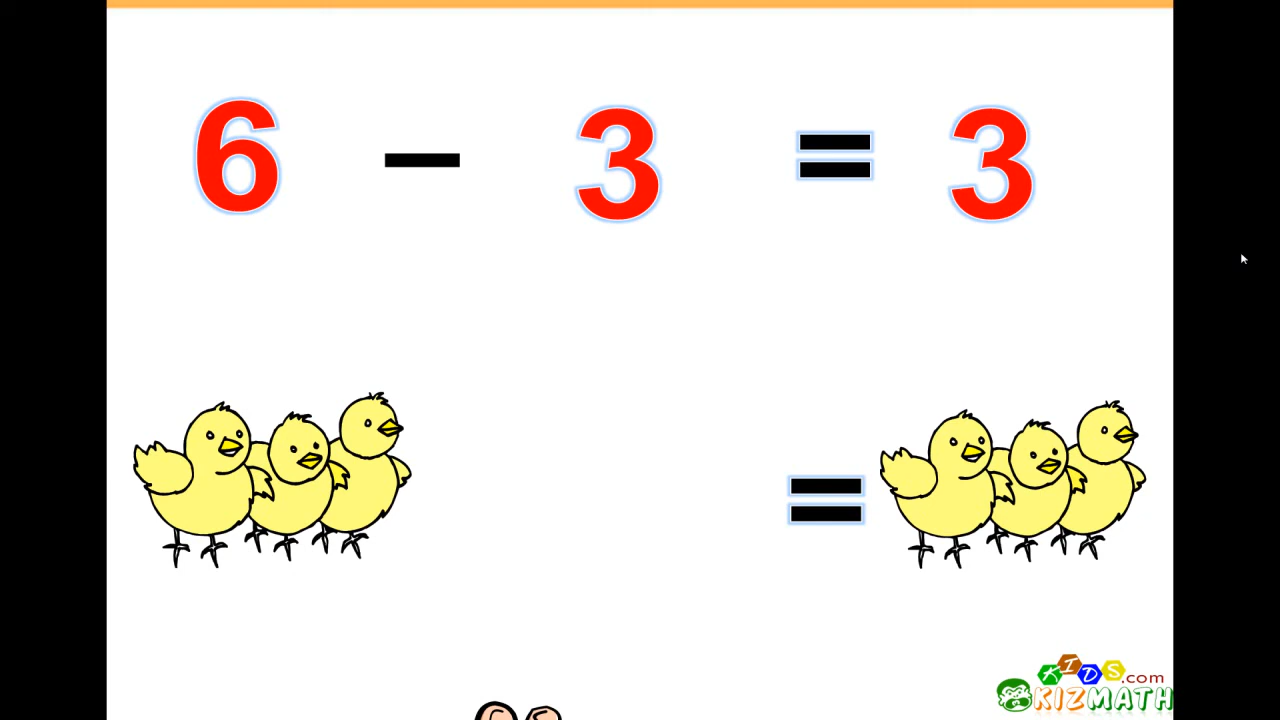 6 – 3 = 3
=
KIDS.com
KIZMATH